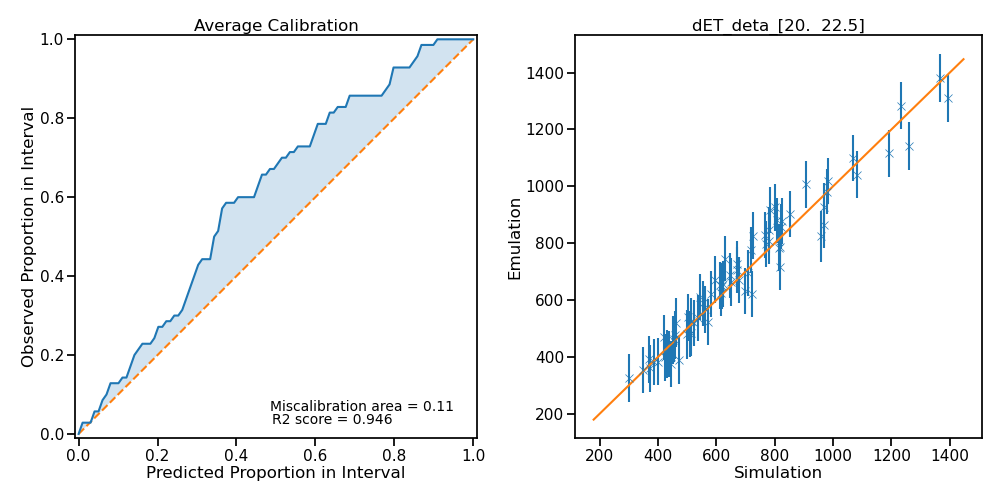 Average Calibration
1.0
0.8
0.6
0.4
0.2
0.0
Observed Proportion in Interval
Miscalibration area = 0.11
R2 score = 0.946
0.0 0.2 0.4 0.6 0.8 1.0
Predicted Proportion in Interval
dET_deta_[20. 22.5]
1400
1200
1000
800
600
400
200
Emulation
200 400 600 800 1000 1200 1400
Simulation